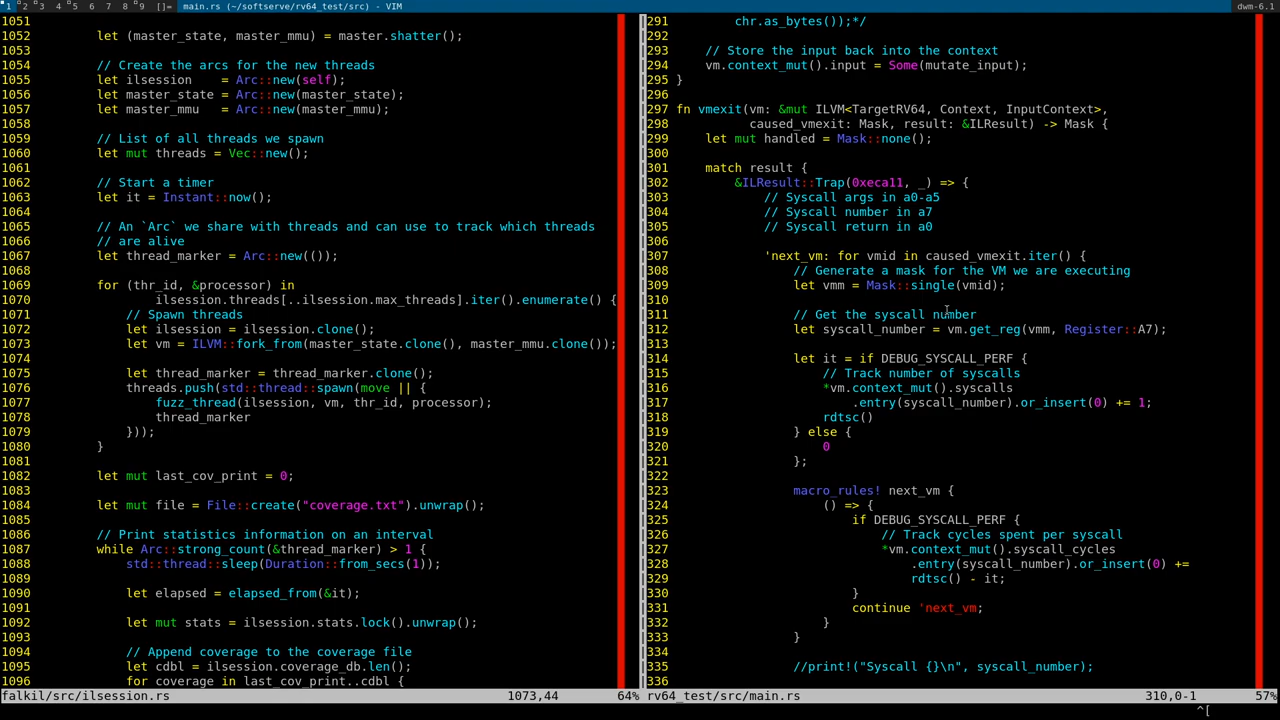 1 2 3 4 5 6 7 8 9 []= main.rs (~/softserve/rv64_test/src) - VIM dwm-6.1
1051
1052         let (master_state, master_mmu) = master.shatter();
1053
1054         // Create the arcs for the new threads
1055         let ilsession    = Arc::new(self);
1056         let master_state = Arc::new(master_state);
1057         let master_mmu   = Arc::new(master_mmu);
1058
1059         // List of all threads we spawn
1060         let mut threads = Vec::new();
1061
1062         // Start a timer
1063         let it = Instant::now();
1064
1065         // An `Arc` we share with threads and can use to track which threads
1066         // are alive
1067         let thread_marker = Arc::new(());
1068
1069         for (thr_id, &processor) in
1070                 ilsession.threads[..ilsession.max_threads].iter().enumerate() {
1071             // Spawn threads
1072             let ilsession = ilsession.clone();
1073             let vm = ILVM::fork_from(master_state.clone(), master_mmu.clone());
1074
1075             let thread_marker = thread_marker.clone();
1076             threads.push(std::thread::spawn(move || {
1077                 fuzz_thread(ilsession, vm, thr_id, processor);
1078                 thread_marker
1079             }));
1080         }
1081
1082         let mut last_cov_print = 0;
1083
1084         let mut file = File::create("coverage.txt").unwrap();
1085
1086         // Print statistics information on an interval
1087         while Arc::strong_count(&thread_marker) > 1 {
1088             std::thread::sleep(Duration::from_secs(1));
1089
1090             let elapsed = elapsed_from(&it);
1091
1092             let mut stats = ilsession.stats.lock().unwrap();
1093
1094             // Append coverage to the coverage file
1095             let cdbl = ilsession.coverage_db.len();
1096             for coverage in last_cov_print..cdbl {
falkil/src/ilsession.rs 1073,44 64%
291         chr.as_bytes());*/
292
293     // Store the input back into the context
294     vm.context_mut().input = Some(mutate_input);
295 }
296
297 fn vmexit(vm: &mut ILVM<TargetRV64, Context, InputContext>,
298           caused_vmexit: Mask, result: &ILResult) -> Mask {
299     let mut handled = Mask::none();
300
301     match result {
302         &ILResult::Trap(0xeca11, _) => {
303             // Syscall args in a0-a5
304             // Syscall number in a7
305             // Syscall return in a0
306
307             'next_vm: for vmid in caused_vmexit.iter() {
308                 // Generate a mask for the VM we are executing
309                 let vmm = Mask::single(vmid);
310
311                 // Get the syscall number
312                 let syscall_number = vm.get_reg(vmm, Register::A7);
313
314                 let it = if DEBUG_SYSCALL_PERF {
315                     // Track number of syscalls
316                     *vm.context_mut().syscalls
317                         .entry(syscall_number).or_insert(0) += 1;
318                     rdtsc()
319                 } else {
320                     0
321                 };
322
323                 macro_rules! next_vm {
324                     () => {
325                         if DEBUG_SYSCALL_PERF {
326                             // Track cycles spent per syscall
327                             *vm.context_mut().syscall_cycles
328                                 .entry(syscall_number).or_insert(0) +=
329                                 rdtsc() - it;
330                         }
331                         continue 'next_vm;
332                     }
333                 }
334
335                 //print!("Syscall {}\n", syscall_number);
336
rv64_test/src/main.rs 310,0-1 57%
^[